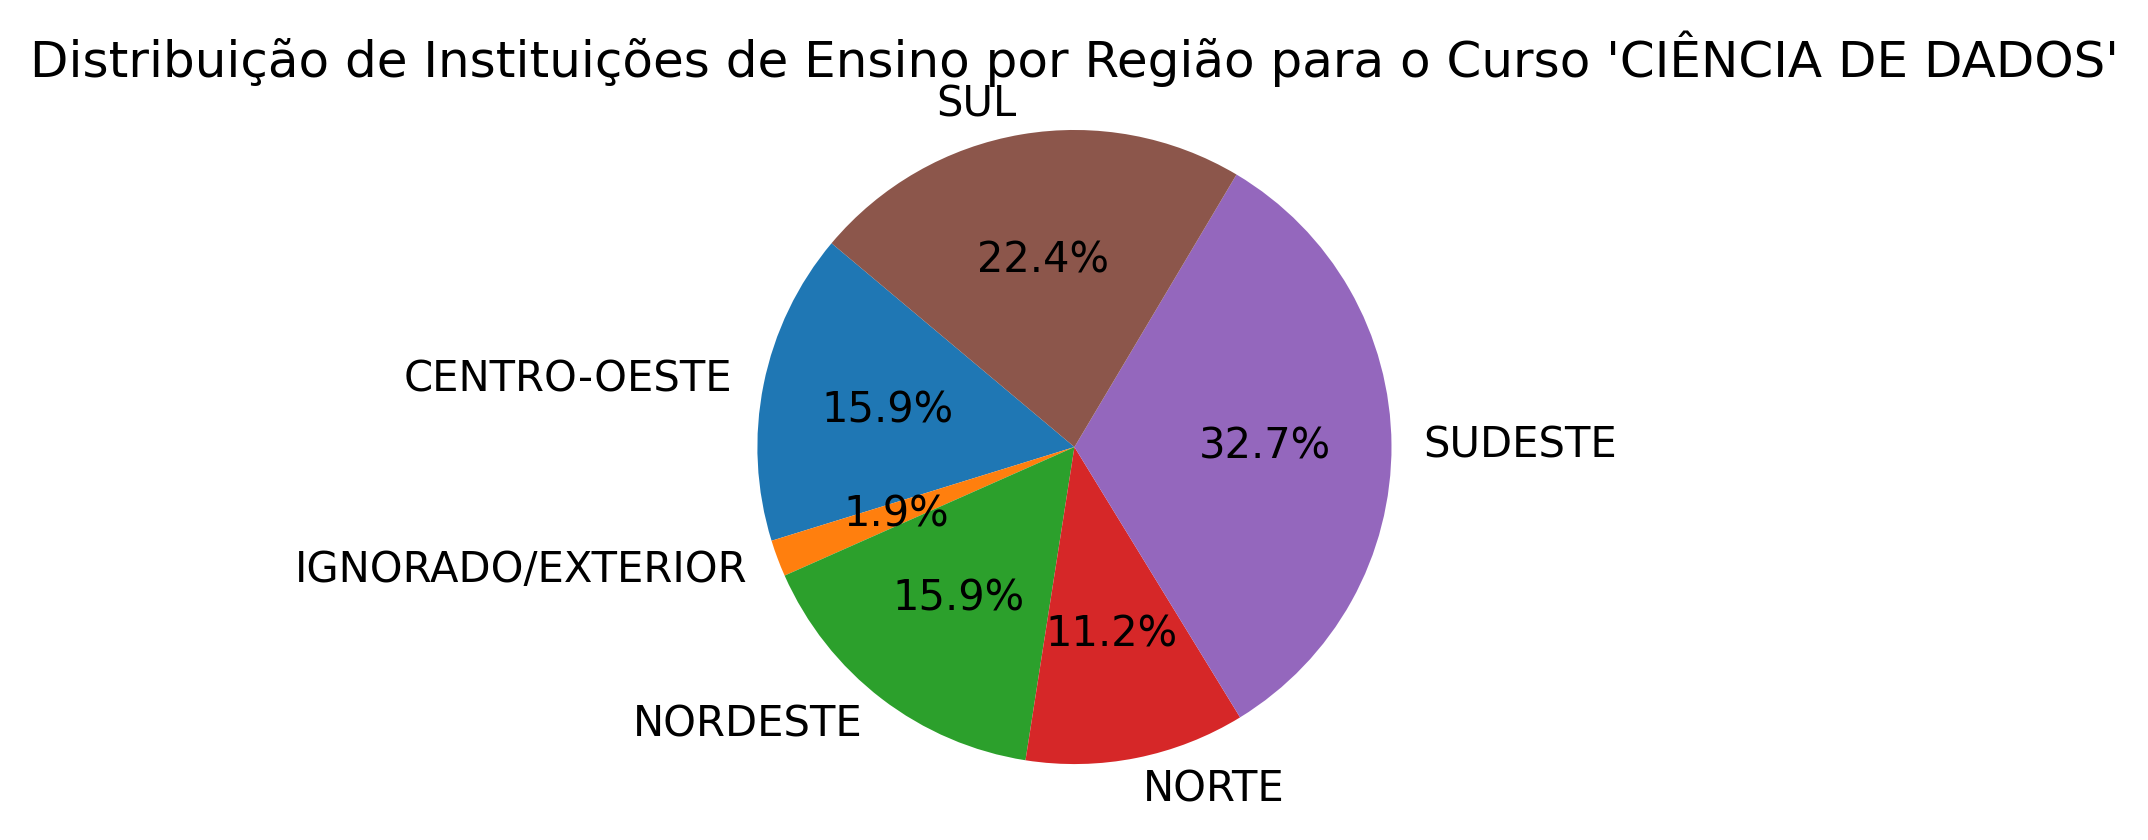 Distribuição de Instituições de Ensino por Região para o Curso 'CIÊNCIA DE DADOS'
SUL
22.4%
CENTRO-OESTE
15.9%
32.7%
SUDESTE
1.9%
IGNORADO/EXTERIOR
15.9%
11.2%
NORDESTE
NORTE